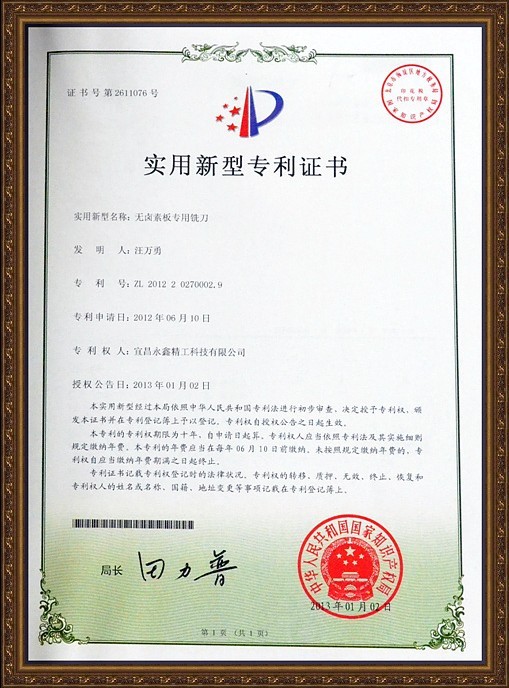 证书号第2611076号
印花税
代扣专用章
实用新型专利证书
实用新型名称：无卤素板专用铣刀
发　明　人：汪万勇
专　利　号：ZL 2012 2 0270002.9
专利申请日：2012年06月10日
专 利 权 人：宜昌永鑫精工科技有限公司
授权公告日：2013年01月02日
本实用新型经过本局依照中华人民共和国专利法进行初步审查，决定授予专利权，颁
发本证书并在专利登记簿上予以登记。专利权自授权公告之日起生效。
本专利的专利权期限为十年，自申请日起算。专利权人应当依照专利法及其实施细则
规定缴纳年费。本专利的年费应当在每年06月10日前缴纳。未按照规定缴纳年费的，专
利权自应当缴纳年费期满之日起终止。
专利证书记载专利权登记时的法律状况。专利权的转移、质押、无效、终止、恢复和
专利权人的姓名或名称、国籍、地址变更等事项记载在专利登记簿上。
局长
田力普
中华人民共和国国家知识产权局
2013年01月02日
第1页（共1页）